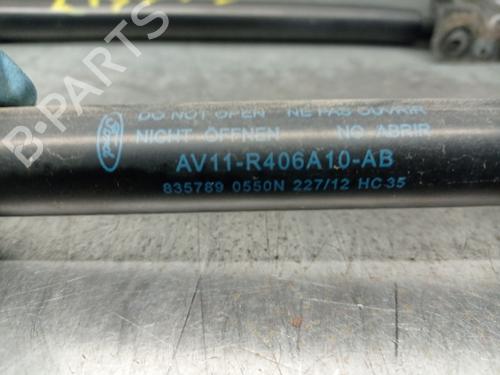 DO NOT OPEN NE PAS OUVRIR
NICHT ÖFFNEN NO ABRIR
Ford
AV11-R406A10-AB
835789 0550N 227/12 HC35
B-PARTS